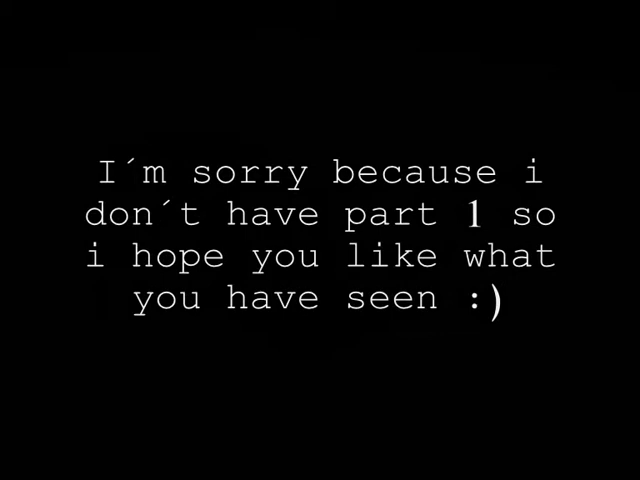 I´m sorry because i
don´t have part 1 so
i hope you like what
you have seen :)